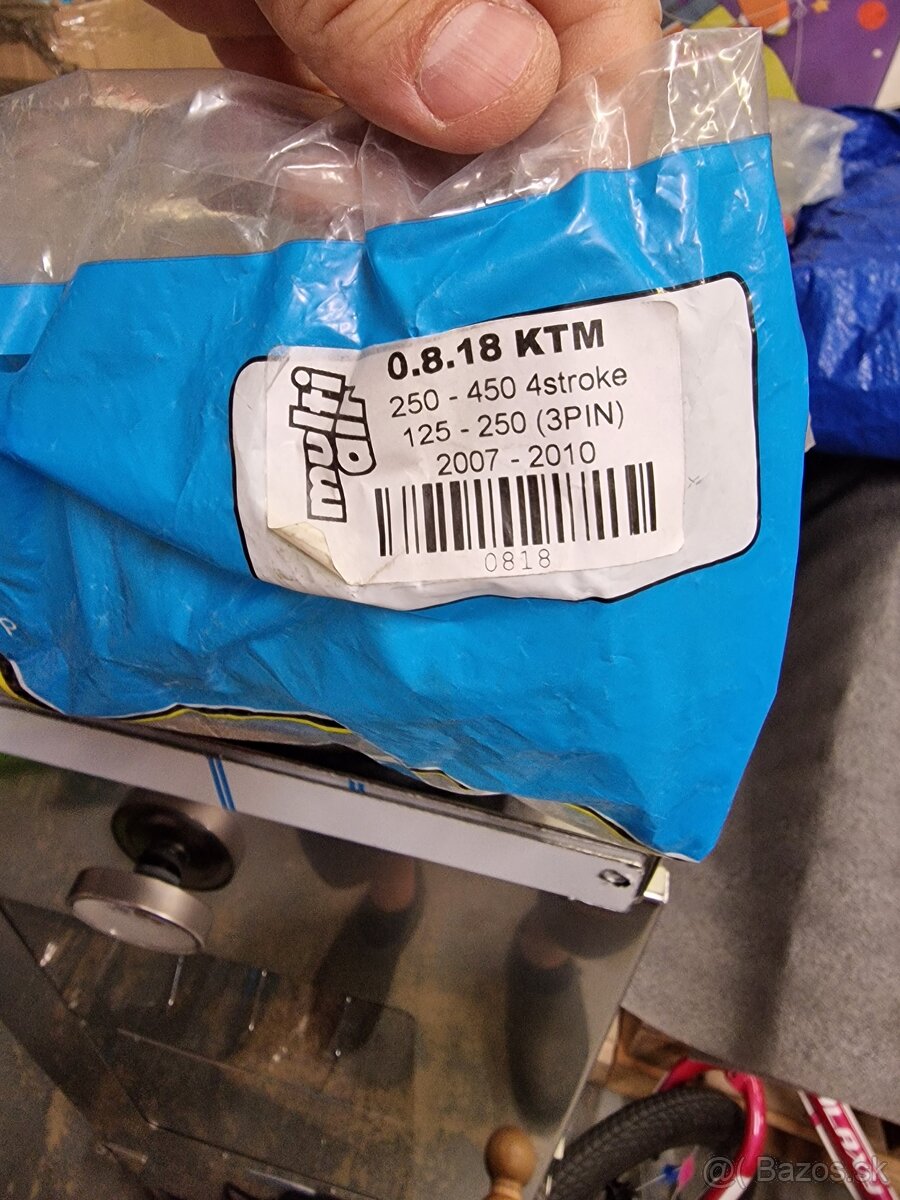 0.8.18 KTM
250 - 450 4stroke
125 - 250 (3PIN)
2007 - 2010
0818
@( Bazos.sk